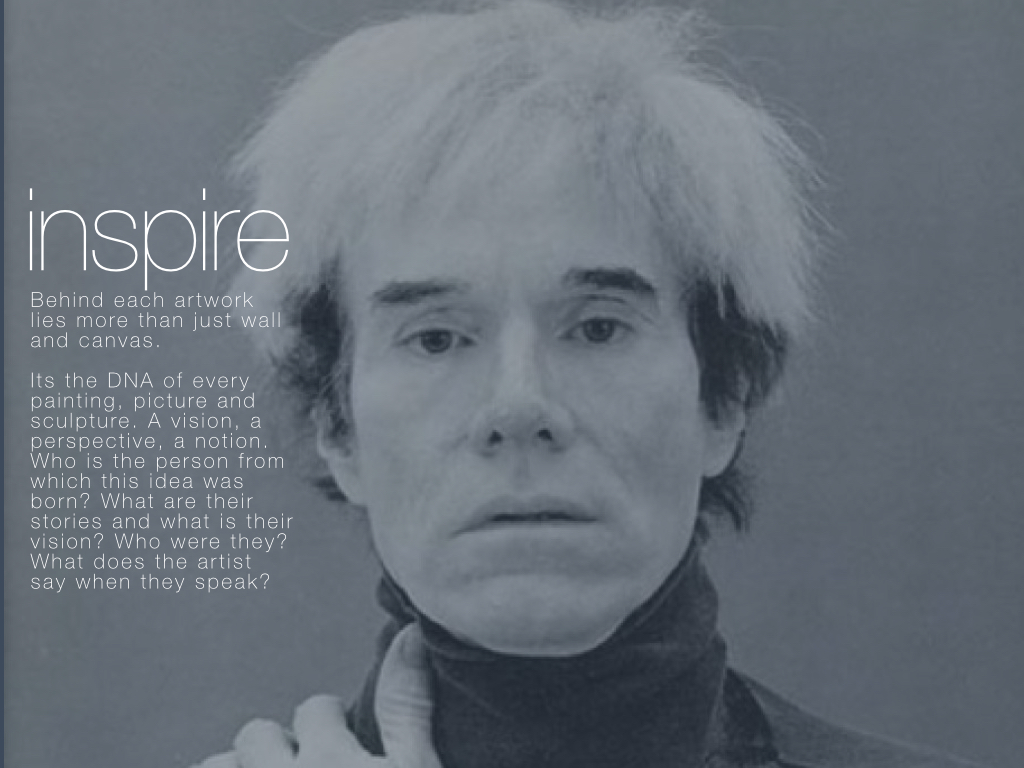 inspire
Behind each artwork
lies more than just wall
and canvas.
Its the DNA of every
painting, picture and
sculpture. A vision, a
perspective, a notion.
Who is the person from
which this idea was
born? What are their
stories and what is their
vision? Who were they?
What does the artist
say when they speak?